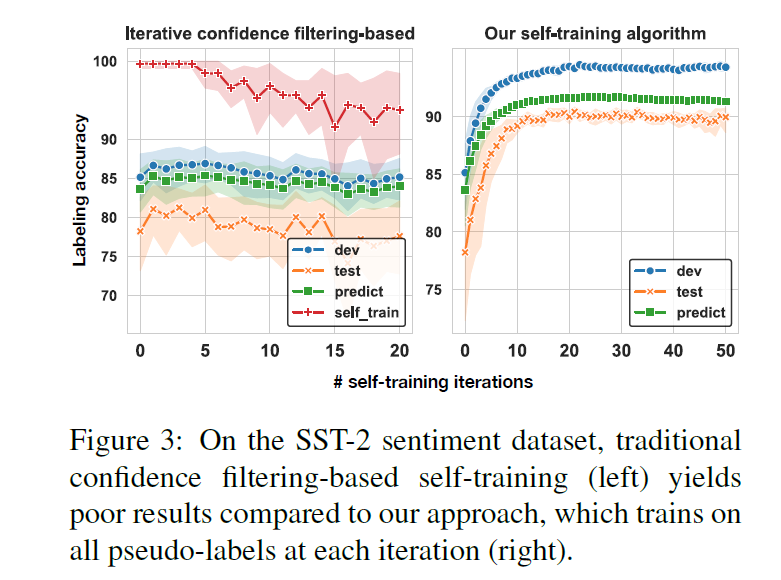 Iterative confidence filtering-based
Our self-training algorithm
Labeling accuracy
100
90
85
80
75
70
90
80
75
dev
test
predict
self_train
dev
test
predict
0 5 10 15 20
0 10 20 30 40 50
# self-training iterations
Figure 3: On the SST-2 sentiment dataset, traditional
confidence filtering-based self-training (left) yields
poor results compared to our approach, which trains on
all pseudo-labels at each iteration (right).